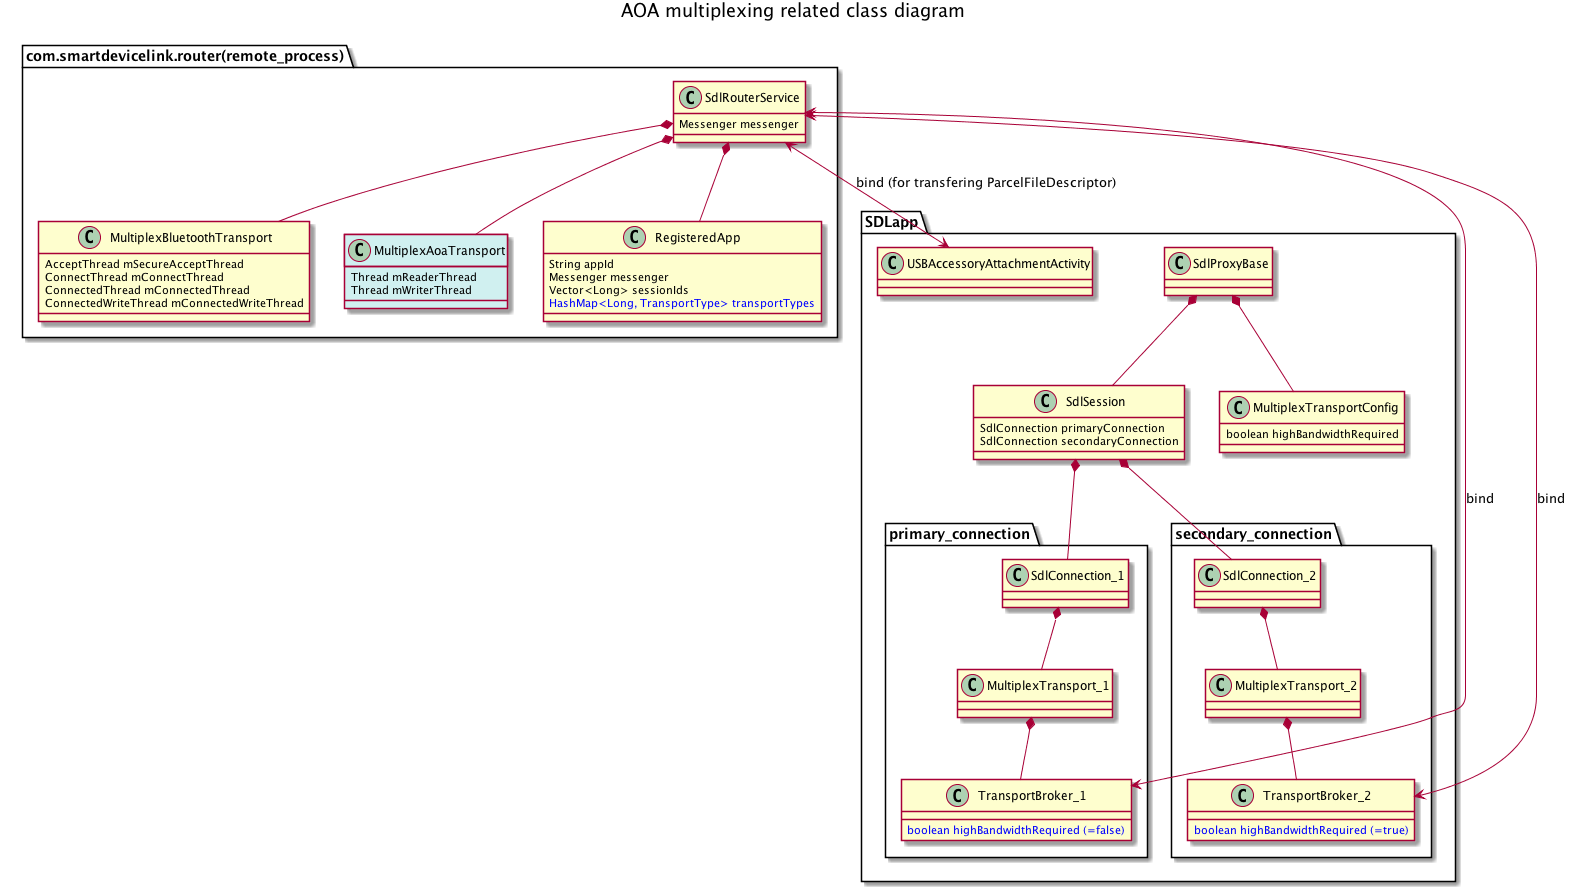 AOA multiplexing related class diagram
com.smartdevicelink.router(remote_process)
C SdlRouterService
Messenger messenger
bind (for transfering ParcelFileDescriptor)
C MultiplexBluetoothTransport
AcceptThread mSecureAcceptThread
ConnectThread mConnectThread
ConnectedThread mConnectedThread
ConnectedWriteThread mConnectedWriteThread
C MultiplexAoaTransport
Thread mReaderThread
Thread mWriterThread
C RegisteredApp
String appId
Messenger messenger
Vector<Long> sessionIds
HashMap<Long, TransportType> transportTypes
SDLapp
C USBAccessoryAttachmentActivity
C SdlProxyBase
C SdlSession
SdlConnection primaryConnection
SdlConnection secondaryConnection
C MultiplexTransportConfig
boolean highBandwidthRequired
bind
bind
primary_connection
C SdlConnection_1
C MultiplexTransport_1
C TransportBroker_1
boolean highBandwidthRequired (=false)
secondary_connection
C SdlConnection_2
C MultiplexTransport_2
C TransportBroker_2
boolean highBandwidthRequired (=true)